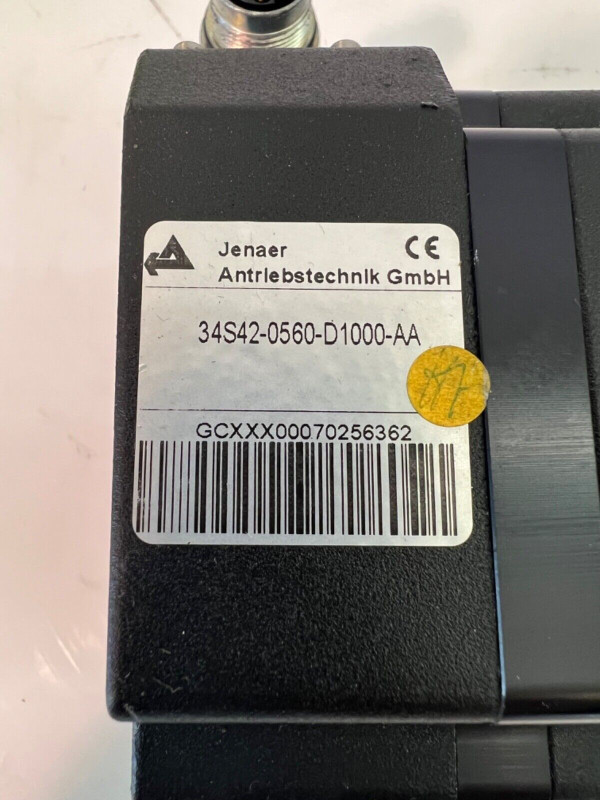 Jenaer
Antriebstechnik GmbH
CE
34S42-0560-D1000-AA
GCXXX00070256362